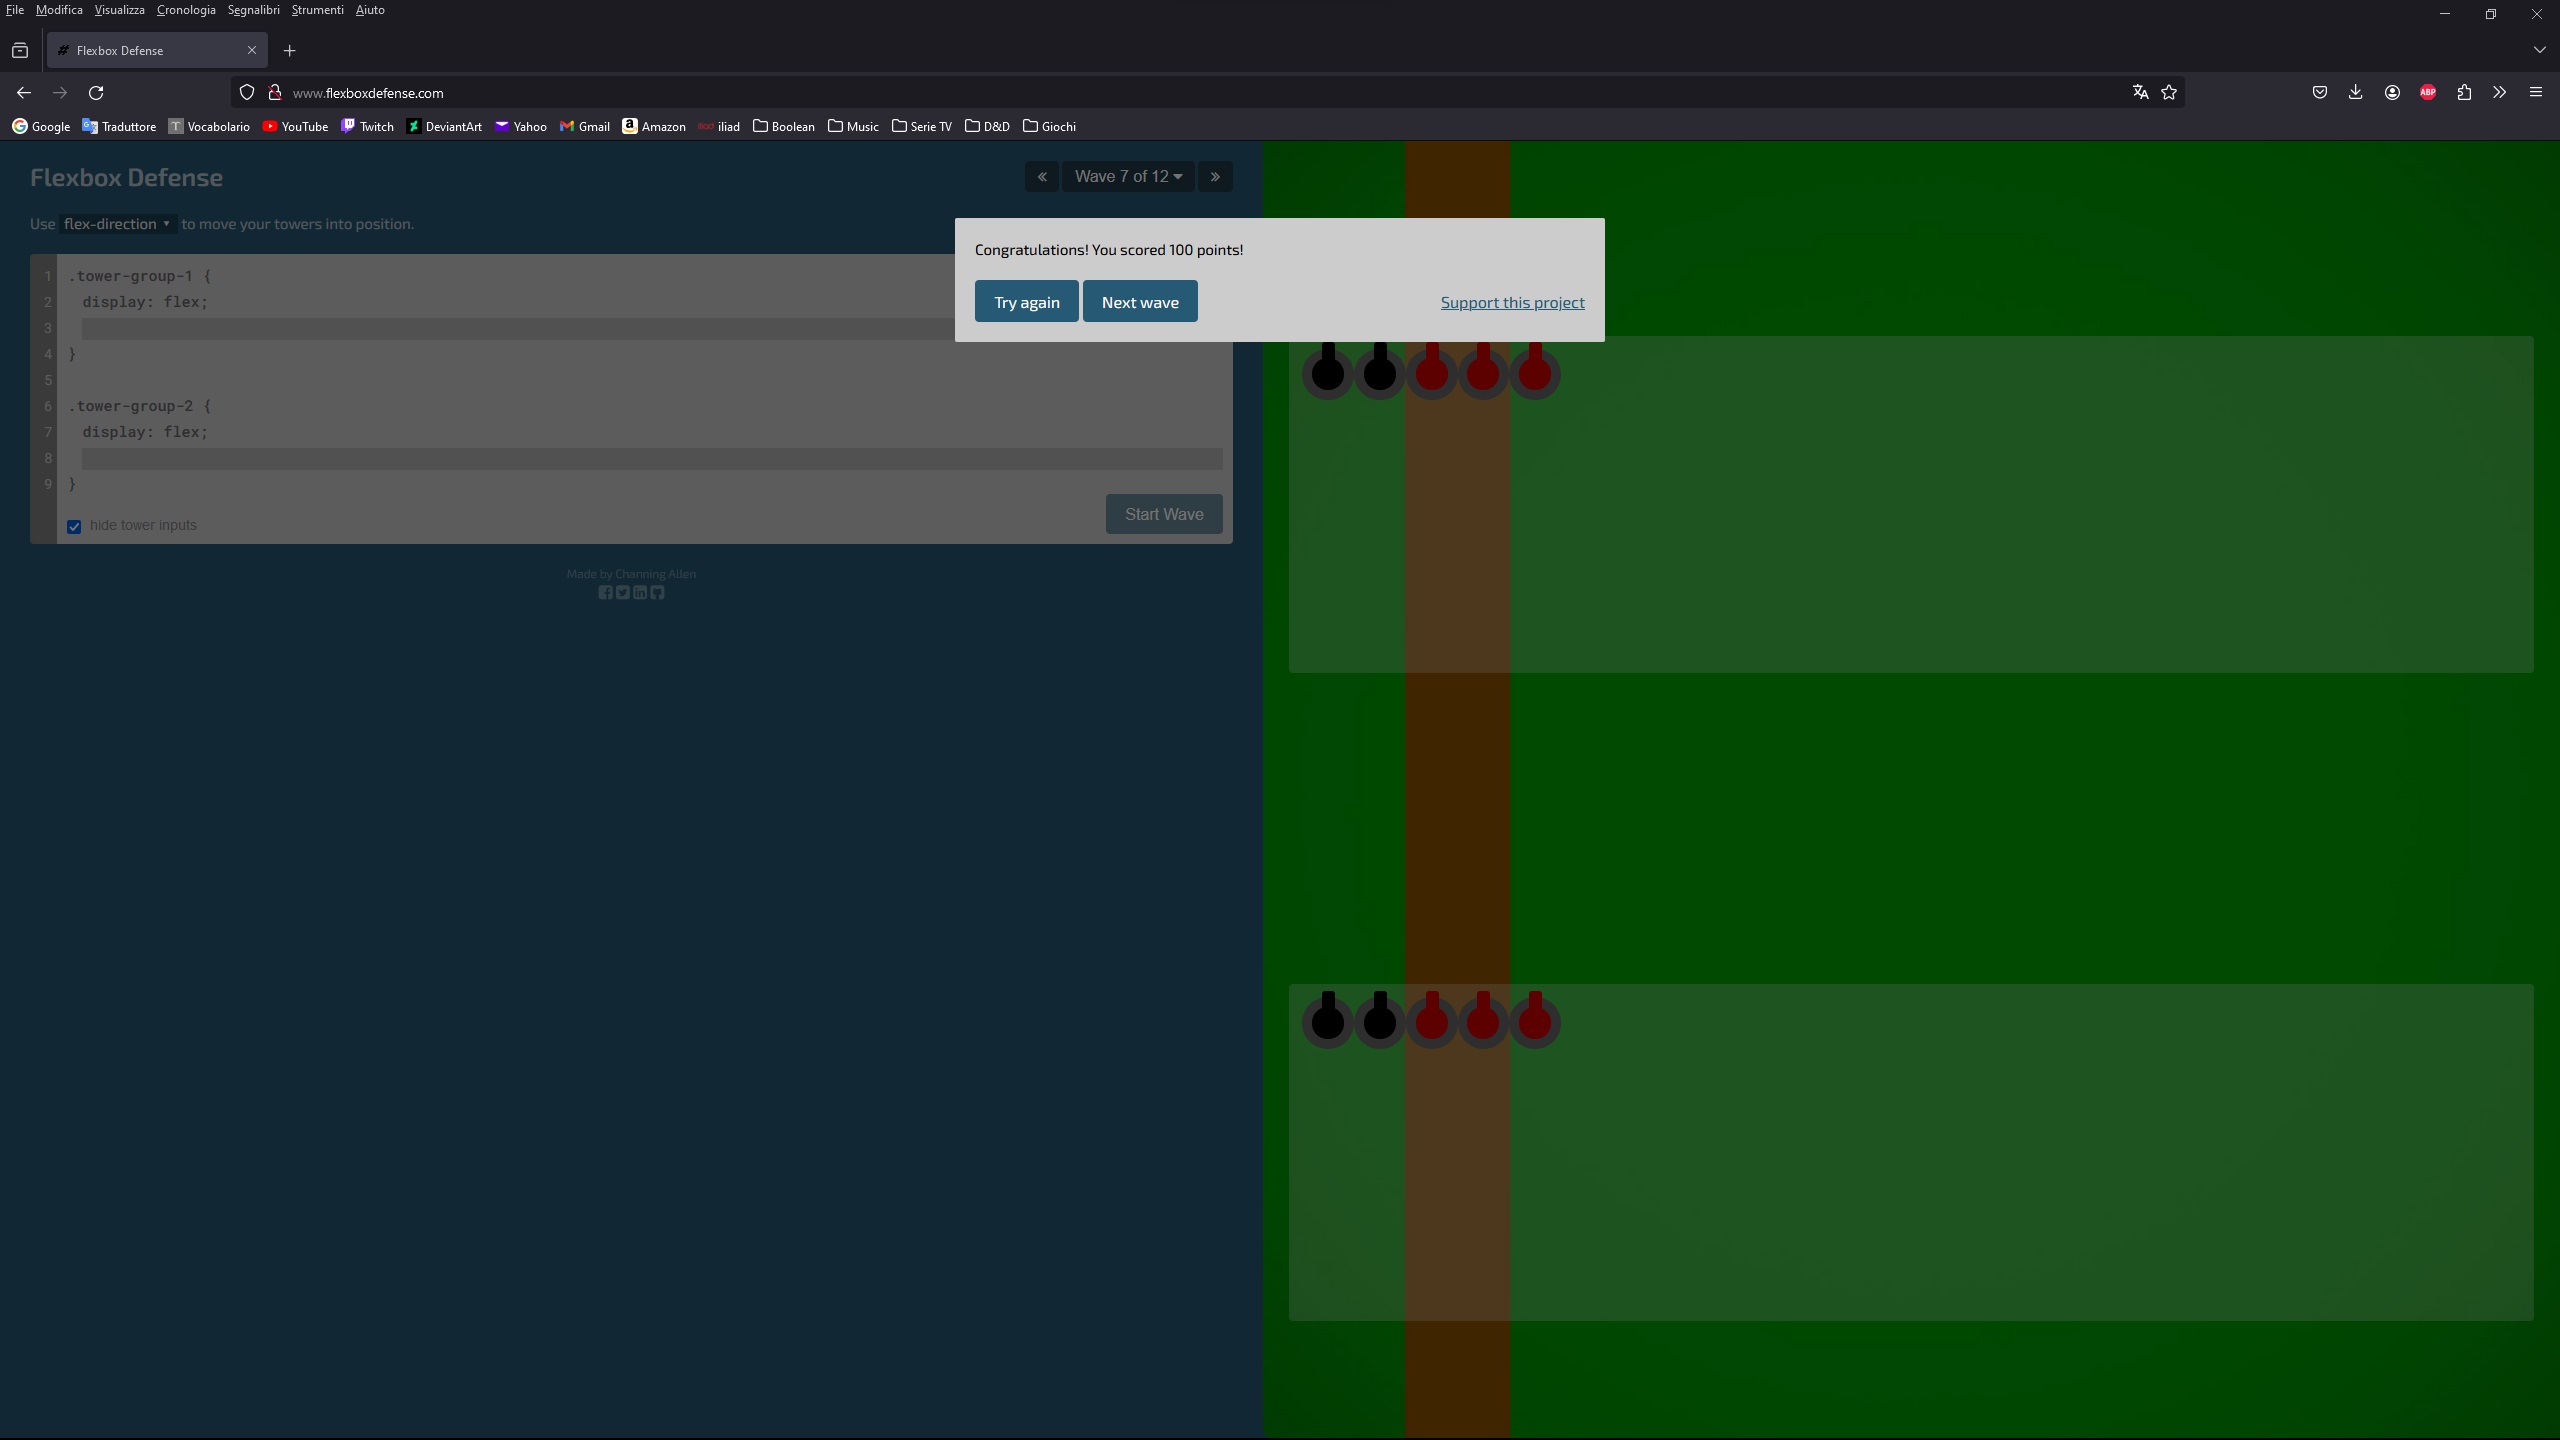 File Modifica Visualizza Cronologia Segnalibri Strumenti Aiuto
Flexbox Defense
www.flexboxdefense.com
ABP
Google Traduttore Vocabolario YouTube Twitch DeviantArt Yahoo Gmail Amazon iliad Boolean Music Serie TV D&D Giochi
Flexbox Defense
« Wave 7 of 12 »
Use flex-direction to move your towers into position.
Congratulations! You scored 100 points!
Try again Next wave Support this project
1 .tower-group-1 {
2 display: flex;
3
4 }
5
6 .tower-group-2 {
7 display: flex;
8
9 }
hide tower inputs
Start Wave
Made by Channing Allen